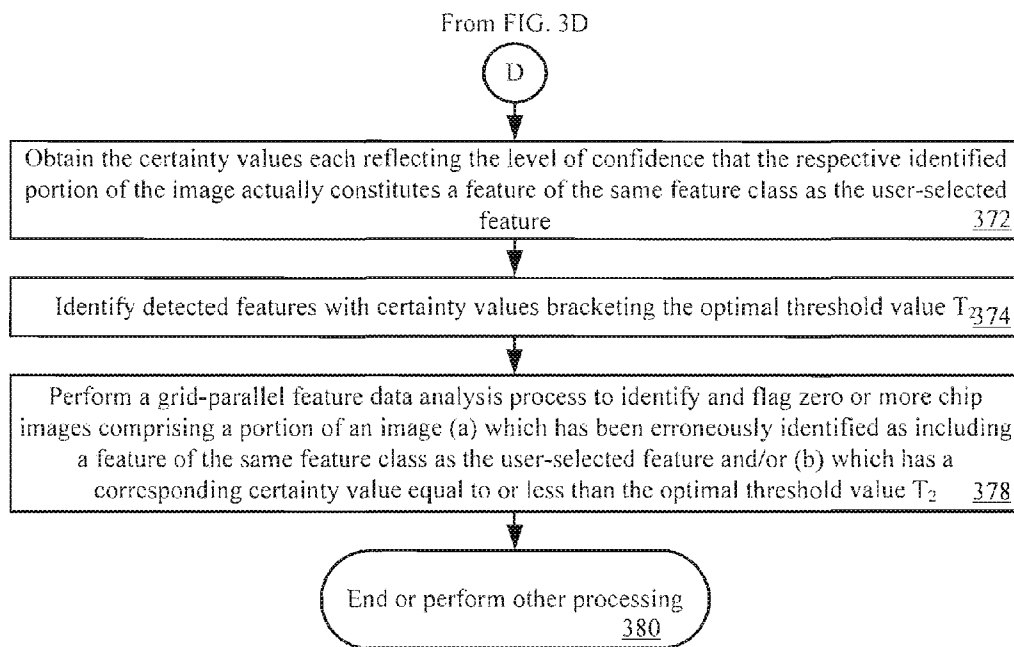 From FIG. 3D
D
Obtain the certainty values each reflecting the level of confidence that the respective identified
portion of the image actually constitutes a feature of the same feature class as the user-selected
feature 372
Identify detected features with certainty values bracketing the optimal threshold value T₂ 374
Perform a grid-parallel feature data analysis process to identify and flag zero or more chip
images comprising a portion of an image (a) which has been erroneously identified as including
a feature of the same feature class as the user-selected feature and/or (b) which has a
corresponding certainty value equal to or less than the optimal threshold value T₂ 378
End or perform other processing
380